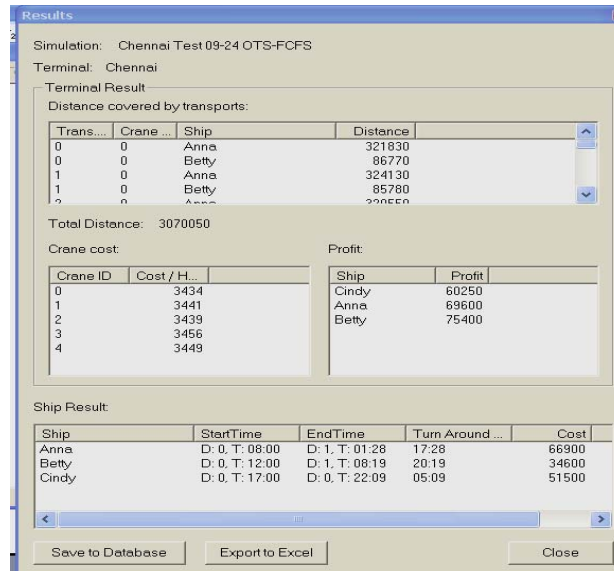 Results
Simulation: Chennai Test 09-24 OTS-FCFS
Terminal: Chennai
Terminal Result
Distance covered by transports:
Trans.... Crane ... Ship Distance
0 0 Anna 321830
0 0 Betty 86770
1 0 Anna 324130
1 0 Betty 85780
2 0 Anna 320550
Total Distance: 3070050
Crane cost: Profit:
Crane ID Cost / H... Ship Profit
0 3434 Cindy 60250
1 3441 Anna 69600
2 3439 Betty 75400
3 3456
4 3449
Ship Result:
Ship StartTime EndTime Turn Around ... Cost
Anna D: 0, T: 08:00 D: 1, T: 01:28 17:28 66900
Betty D: 0, T: 12:00 D: 1, T: 08:19 20:19 34600
Cindy D: 0, T: 17:00 D: 0, T: 22:09 05:09 51500
Save to Database Export to Excel Close